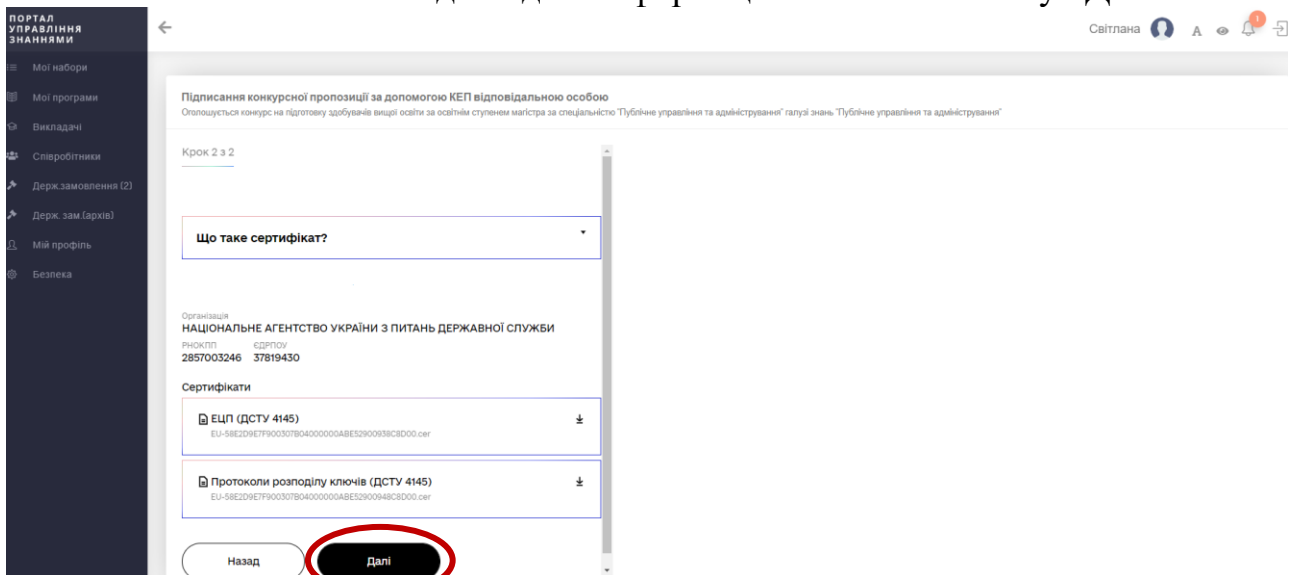 ПОРТАЛ
УПРАВЛІННЯ
ЗНАННЯМИ
Світлана
A
1
Мої набори
Мої програми
Викладачі
Співробітники
Держ.замовлення (2)
Держ. зам.(архів)
Мій профіль
Безпека
Підписання конкурсної пропозиції за допомогою КЕП відповідальною особою
Оголошується конкурс на підготовку здобувачів вищої освіти за освітнім ступенем магістра за спеціальністю "Публічне управління та адміністрування" галузі знань "Публічне управління та адміністрування"
Крок 2 з 2
Що таке сертифікат?
Організація
НАЦІОНАЛЬНЕ АГЕНТСТВО УКРАЇНИ З ПИТАНЬ ДЕРЖАВНОЇ СЛУЖБИ
РНОКПП ЄДРПОУ
2857003246 37819430
Сертифікати
ЕЦП (ДСТУ 4145)
EU-58E2D9E7F900307B04000000ABE52900938C8D00.cer
Протоколи розподілу ключів (ДСТУ 4145)
EU-58E2D9E7F900307B04000000ABE52900948C8D00.cer
Назад Далі